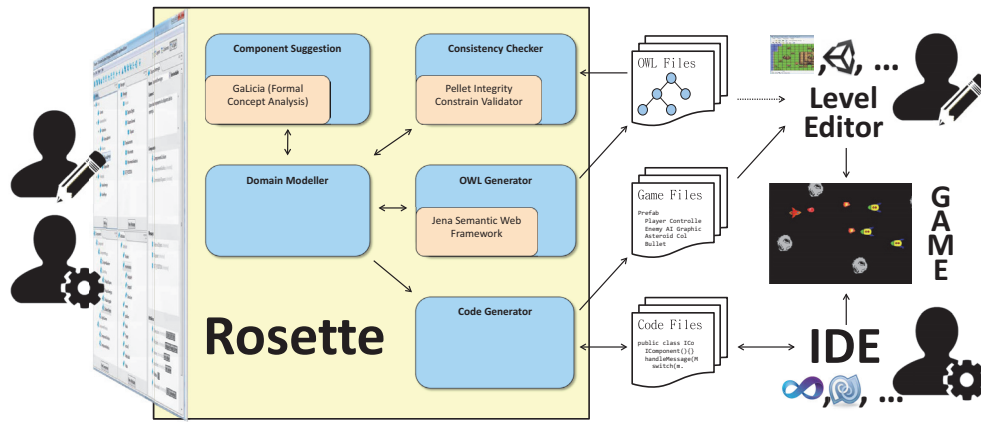 Component Suggestion
GaLicia (Formal
Concept Analysis)
Consistency Checker
Pellet Integrity
Constrain Validator
Domain Modeller
OWL Generator
Jena Semantic Web
Framework
Code Generator
Rosette
OWL Files
Game Files
Prefab
Player Controlle
Enemy AI Graphic
Asteroid Col
Bullet
Code Files
public class ICo
IComponent(){}
handleMessage(M
switch(m.
, , ...
Level
Editor
GAME
IDE
, , ...